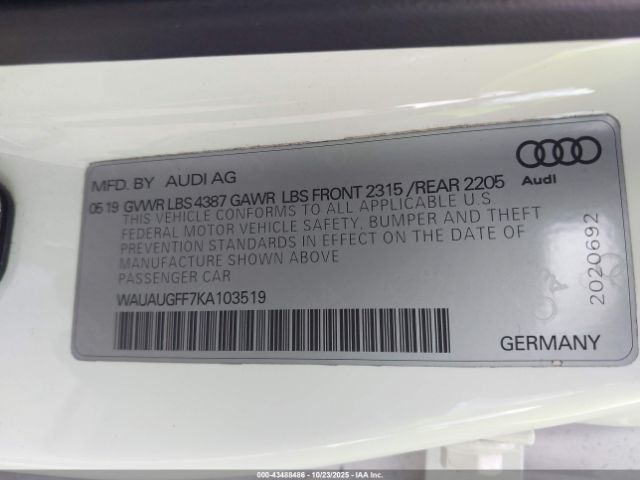 MFD. BY AUDI AG
Audi
05 19 GVWR LBS 4387 GAWR LBS FRONT 2315 /REAR 2205
THIS VEHICLE CONFORMS TO ALL APPLICABLE U.S.
FEDERAL MOTOR VEHICLE SAFETY, BUMPER AND THEFT
PREVENTION STANDARDS IN EFFECT ON THE DATE OF
MANUFACTURE SHOWN ABOVE
PASSENGER CAR
WAUAUGFF7KA103519
2020692
GERMANY
000-43488486 | 10/23/2025 | IAA Inc.